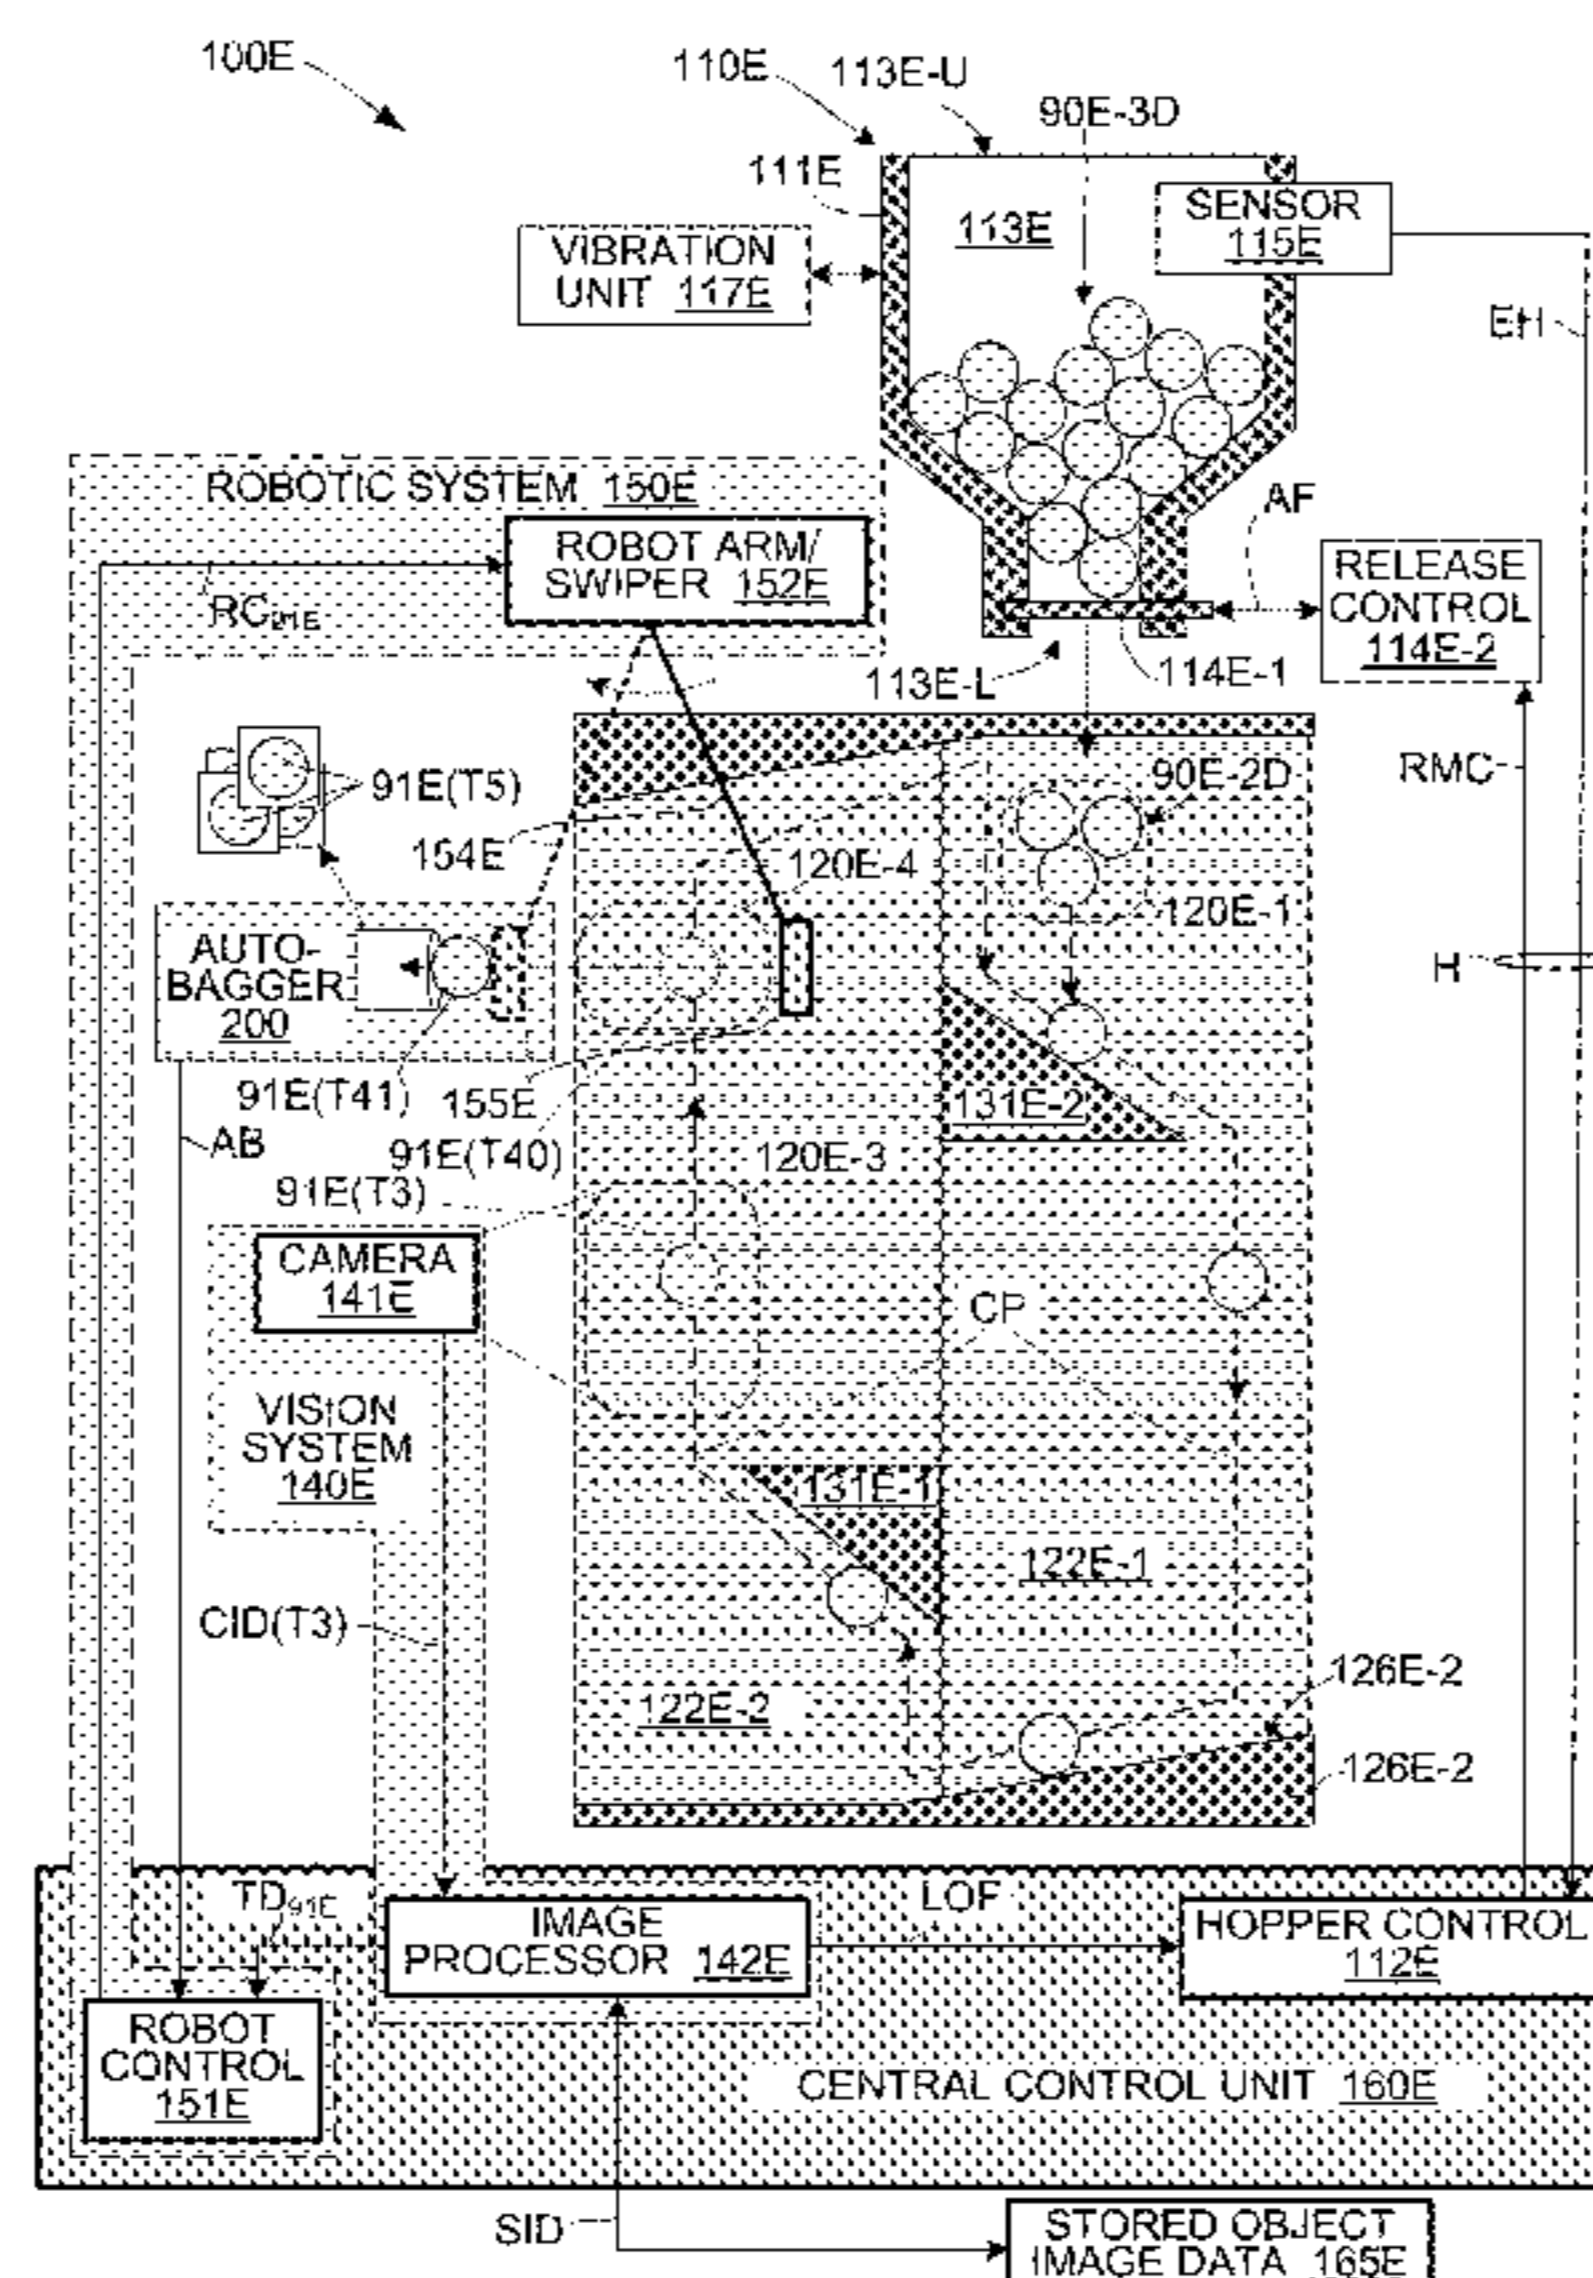 100E
110E
113E-U
90E-3D
111E
SENSOR
115E
113E
VIBRATION
UNIT 117E
EH
ROBOTIC SYSTEM 150E
AF
ROBOT ARM/
SWIPER 152E
RELEASE
CONTROL
114E-2
RC21E
113E-L
114E-1
91E(T5)
90E-2D
RMC
154E
120E-4
120E-1
AUTO-
BAGGER
200
H
91E(T41)
155E
131E-2
AB
91E(T40)
120E-3
91E(T3)
CAMERA
141E
CP
VISION
SYSTEM
140E
131E-1
122E-1
CID(T3)
126E-2
122E-2
126E-2
TD91E
LOF
IMAGE
PROCESSOR 142E
HOPPER CONTROL
112E
ROBOT
CONTROL
151E
CENTRAL CONTROL UNIT 160E
SID
STORED OBJECT
IMAGE DATA 165E